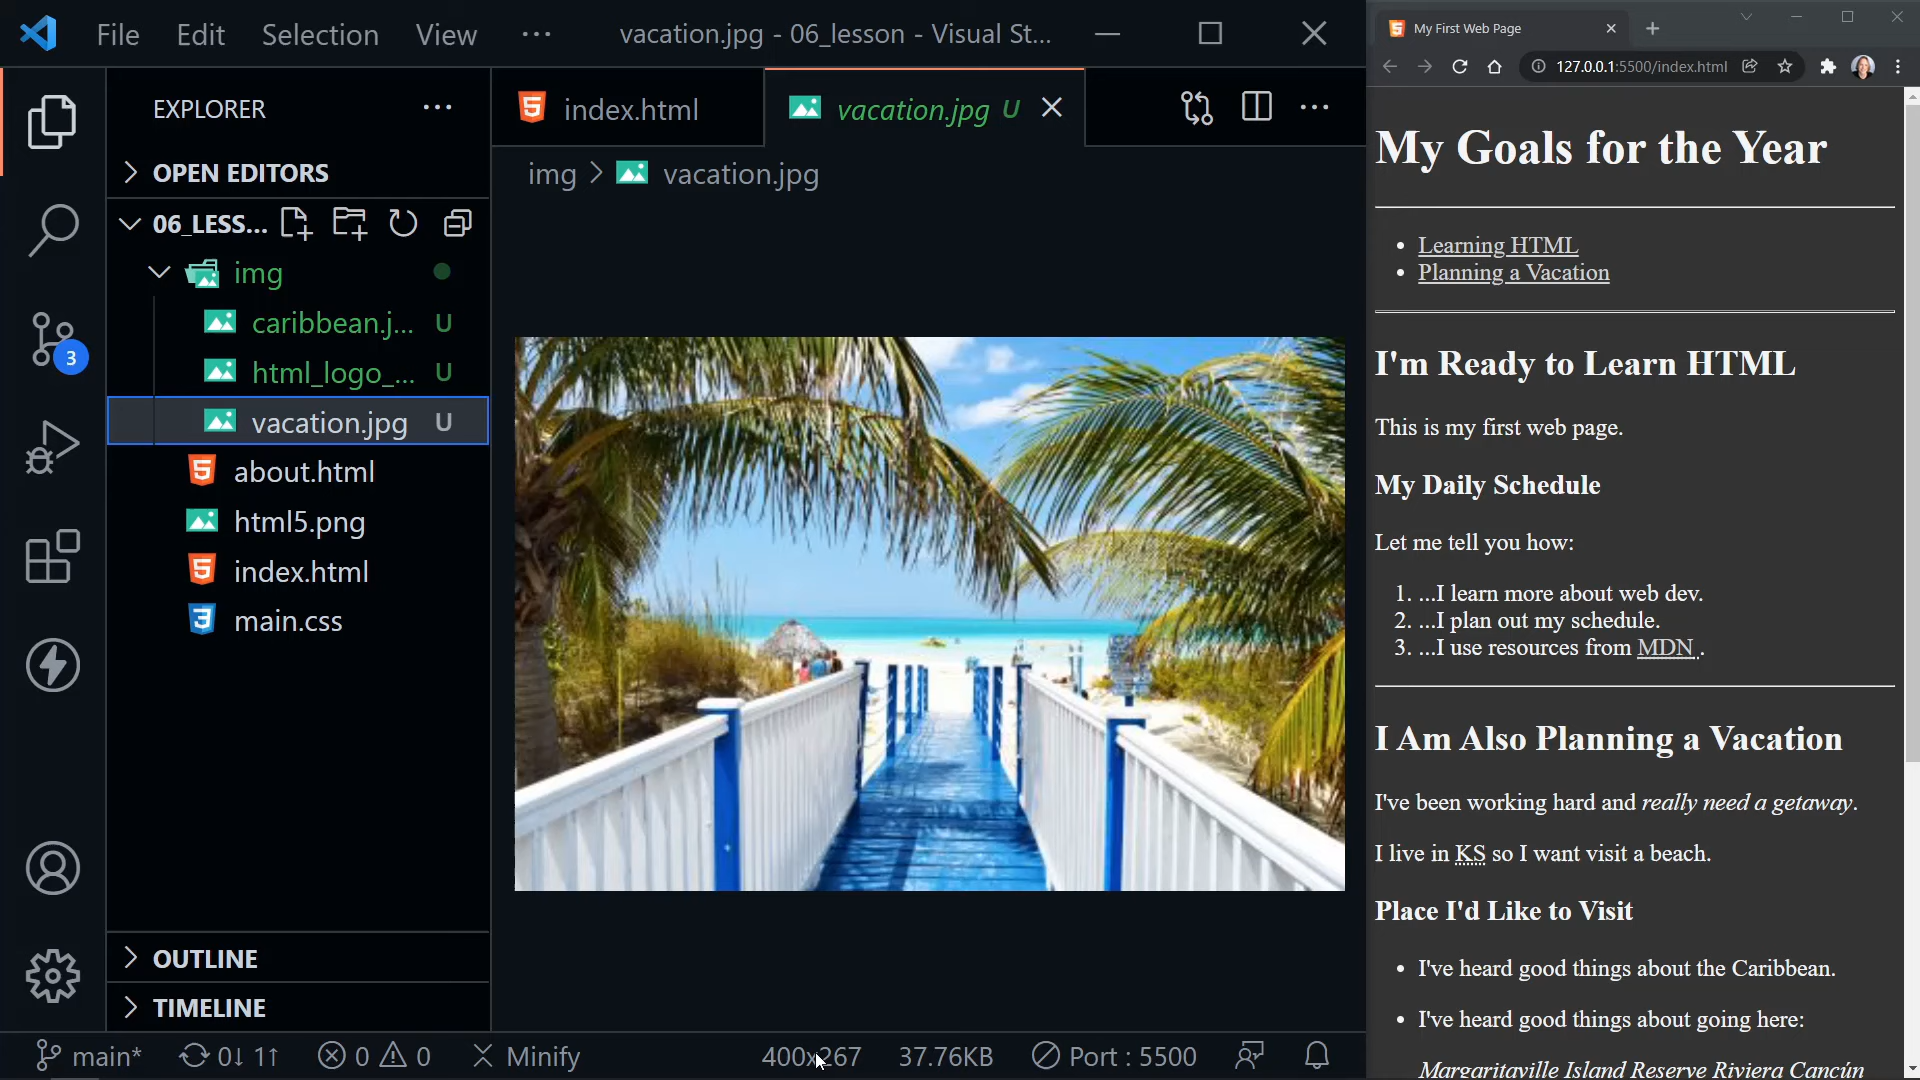 File Edit Selection View ··· vacation.jpg - 06_lesson - Visual St...
EXPLORER ···
OPEN EDITORS
06_LESS...
img
caribbean.j... U
html_logo_... U
vacation.jpg U
about.html
html5.png
index.html
main.css
OUTLINE
TIMELINE
index.html
vacation.jpg U
img > vacation.jpg
main* 0↓ 1↑ 0 0 Minify 400x267 37.76KB Port : 5500
3
My First Web Page
127.0.0.1:5500/index.html
My Goals for the Year
• Learning HTML
• Planning a Vacation
I'm Ready to Learn HTML
This is my first web page.
My Daily Schedule
Let me tell you how:
1. ...I learn more about web dev.
2. ...I plan out my schedule.
3. ...I use resources from MDN .
I Am Also Planning a Vacation
I've been working hard and really need a getaway.
I live in KS so I want visit a beach.
Place I'd Like to Visit
• I've heard good things about the Caribbean.
• I've heard good things about going here:
Margaritaville Island Reserve Riviera Cancún